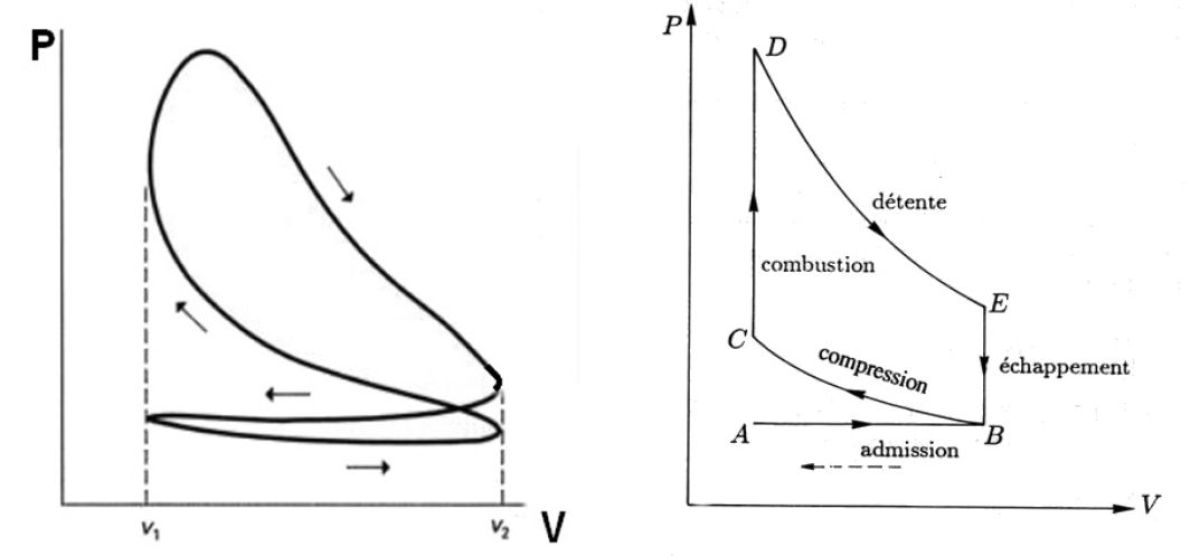 P
V₁
V₂
V
P
D
détente
combustion
E
C
compression
échappement
A
B
admission
V